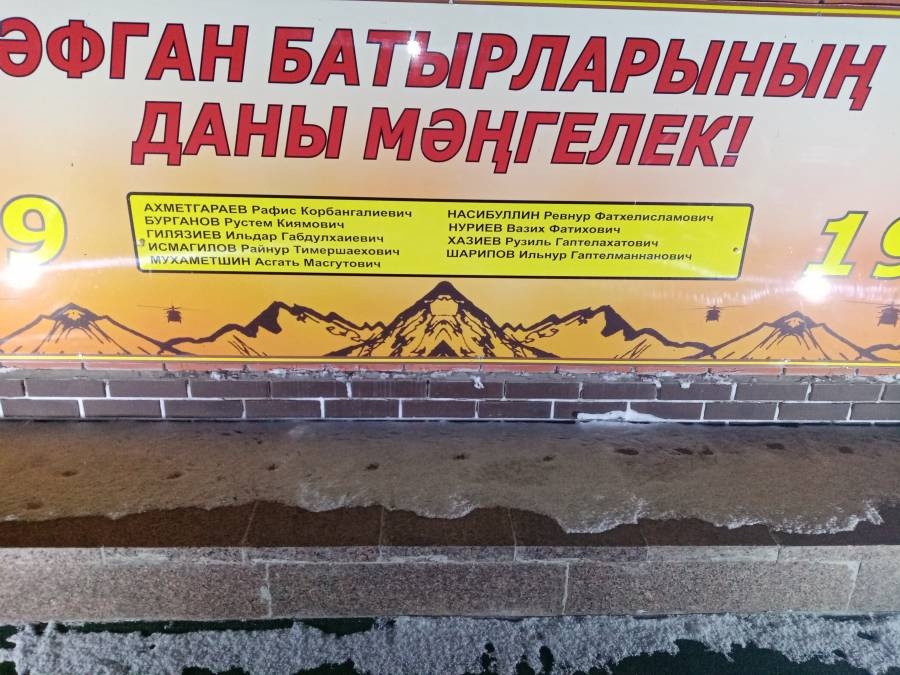 ӘФГАН БАТЫРЛАРЫНЫҢ
ДАНЫ МӘҢГЕЛЕК!
9
АХМЕТГАРАЕВ Рафис Корбангалиевич
БУРГАНОВ Рустем Киямович
ГИЛЯЗИЕВ Ильдар Габдулхаиевич
ИСМАГИЛОВ Райнур Тимершаехович
МУХАМЕТШИН Асгать Масгутович
НАСИБУЛЛИН Ревнур Фатхелисламович
НУРИЕВ Вазих Фатихович
ХАЗИЕВ Рузиль Гаптелахатович
ШАРИПОВ Ильнур Гаптелманнанович
19